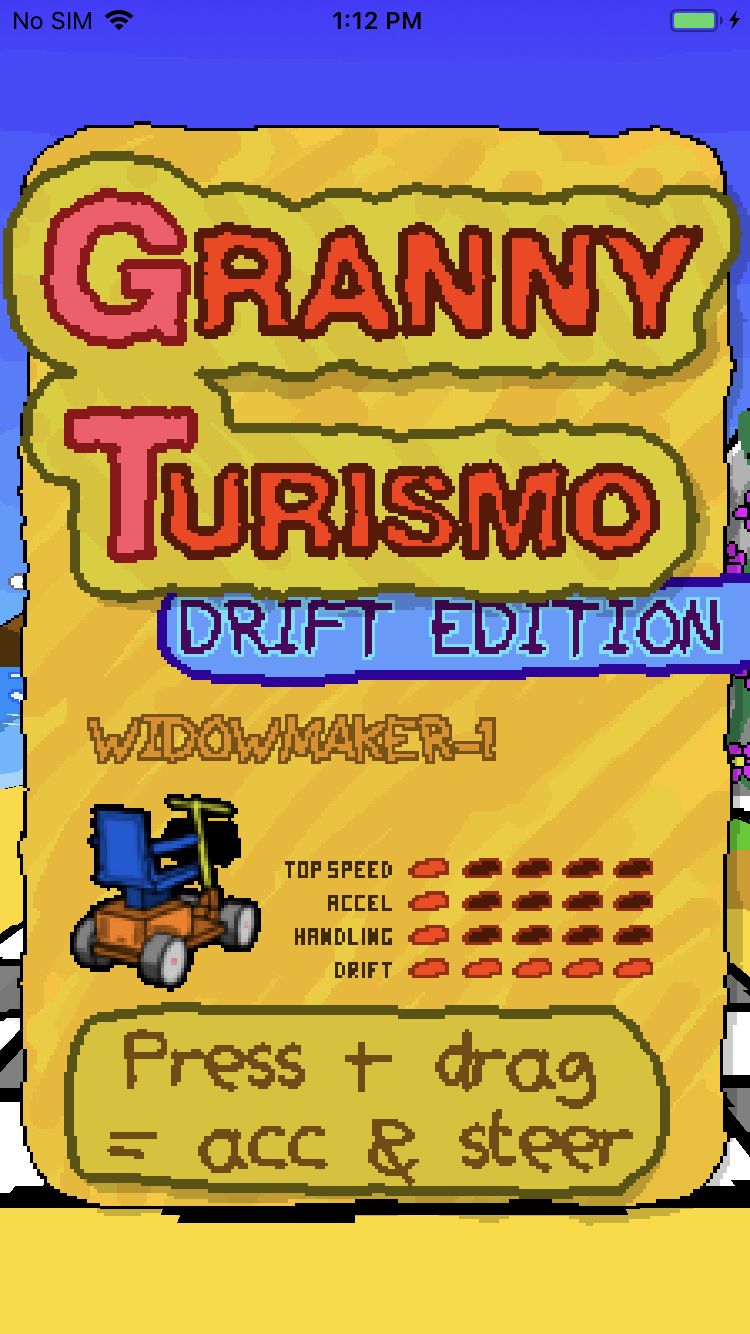 No SIM 1:12 PM
GRANNY
TURISMO
DRIFT EDITION
WIDOWMAKER-1
TOP SPEED
ACCEL
HANDLING
DRIFT
Press + drag
= acc & steer